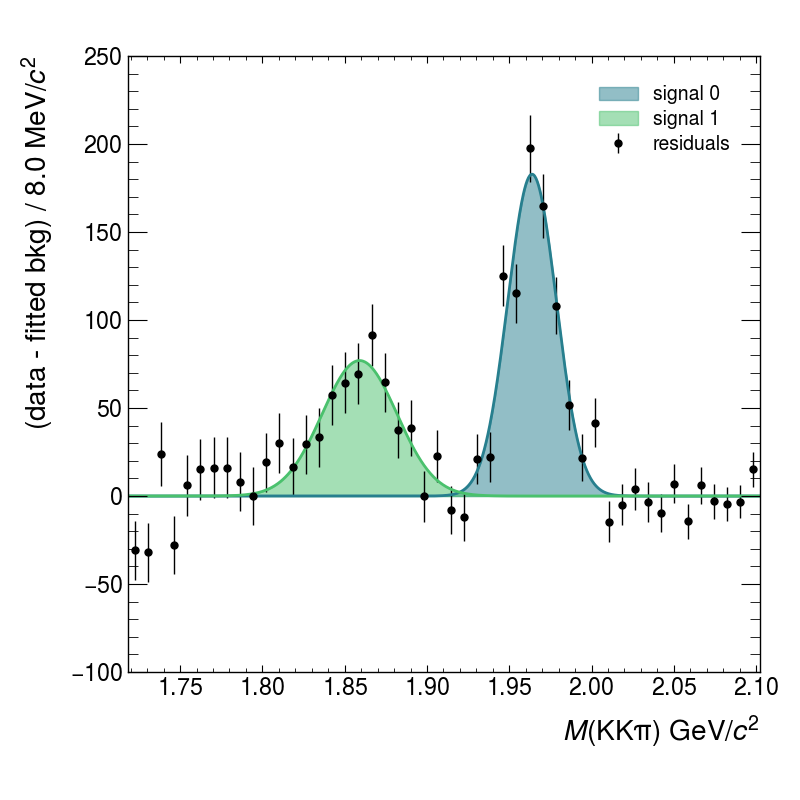 (data - fitted bkg) / 8.0 MeV/c²
250
200
150
100
50
0
−50
−100
signal 0
signal 1
residuals
1.75 1.80 1.85 1.90 1.95 2.00 2.05 2.10
M(KKπ) GeV/c²